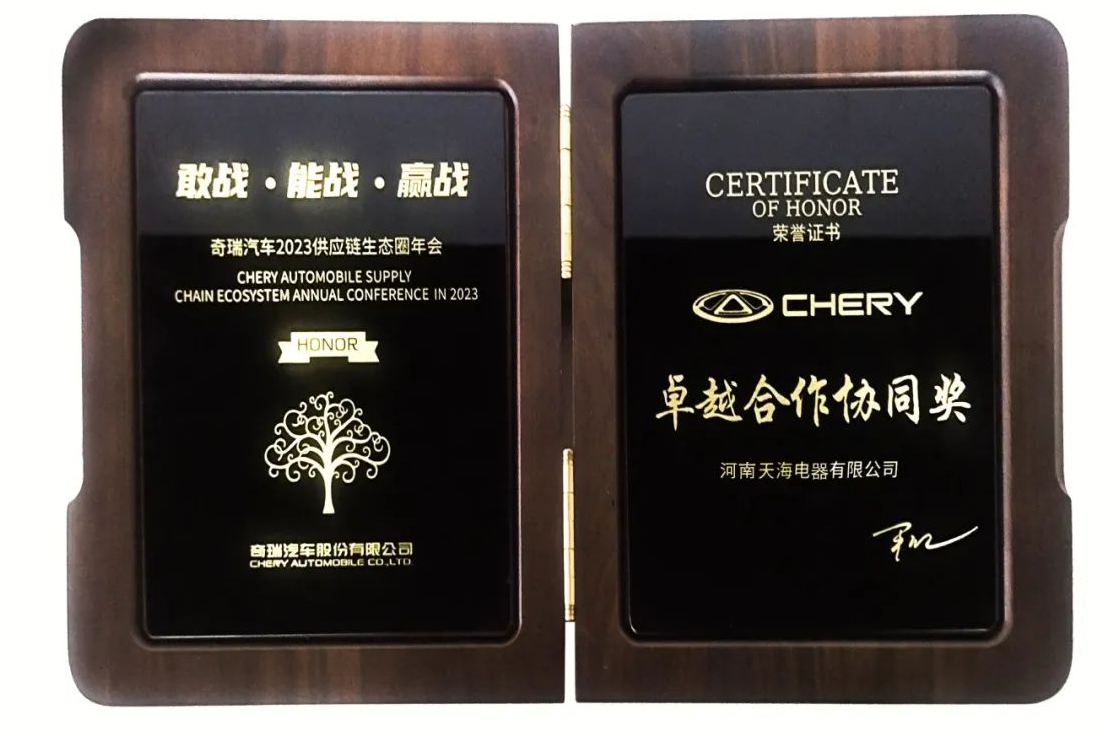 敢战·能战·赢战
奇瑞汽车2023供应链生态圈年会
CHERY AUTOMOBILE SUPPLY
CHAIN ECOSYSTEM ANNUAL CONFERENCE IN 2023
HONOR
奇瑞汽车股份有限公司
CHERY AUTOMOBILE CO.,LTD.
CERTIFICATE
OF HONOR
荣誉证书
CHERY
卓越合作协同奖
河南天海电器有限公司